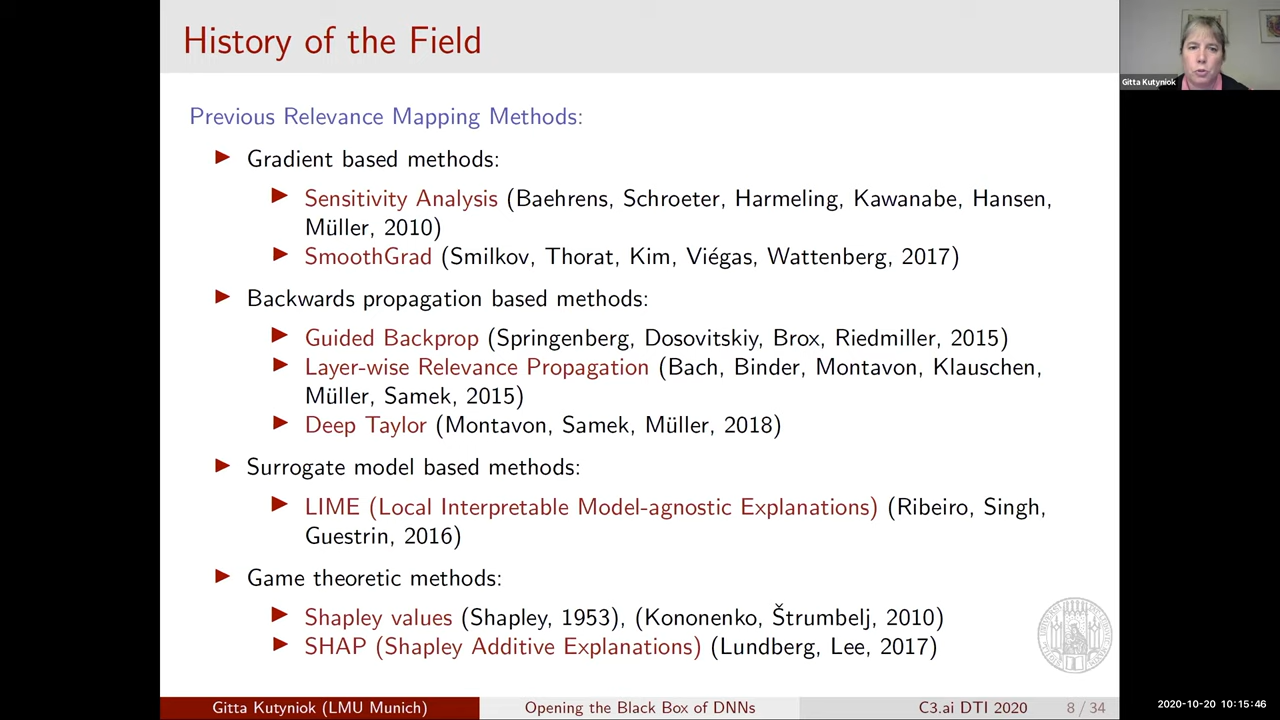 History of the Field
Gitta Kutyniok
Previous Relevance Mapping Methods:
Gradient based methods:
Sensitivity Analysis (Baehrens, Schroeter, Harmeling, Kawanabe, Hansen,
Müller, 2010)
SmoothGrad (Smilkov, Thorat, Kim, Viégas, Wattenberg, 2017)
Backwards propagation based methods:
Guided Backprop (Springenberg, Dosovitskiy, Brox, Riedmiller, 2015)
Layer-wise Relevance Propagation (Bach, Binder, Montavon, Klauschen,
Müller, Samek, 2015)
Deep Taylor (Montavon, Samek, Müller, 2018)
Surrogate model based methods:
LIME (Local Interpretable Model-agnostic Explanations) (Ribeiro, Singh,
Guestrin, 2016)
Game theoretic methods:
Shapley values (Shapley, 1953), (Kononenko, Štrumbelj, 2010)
SHAP (Shapley Additive Explanations) (Lundberg, Lee, 2017)
Gitta Kutyniok (LMU Munich)
Opening the Black Box of DNNs
C3.ai DTI 2020
8 / 34
2020-10-20 10:15:46